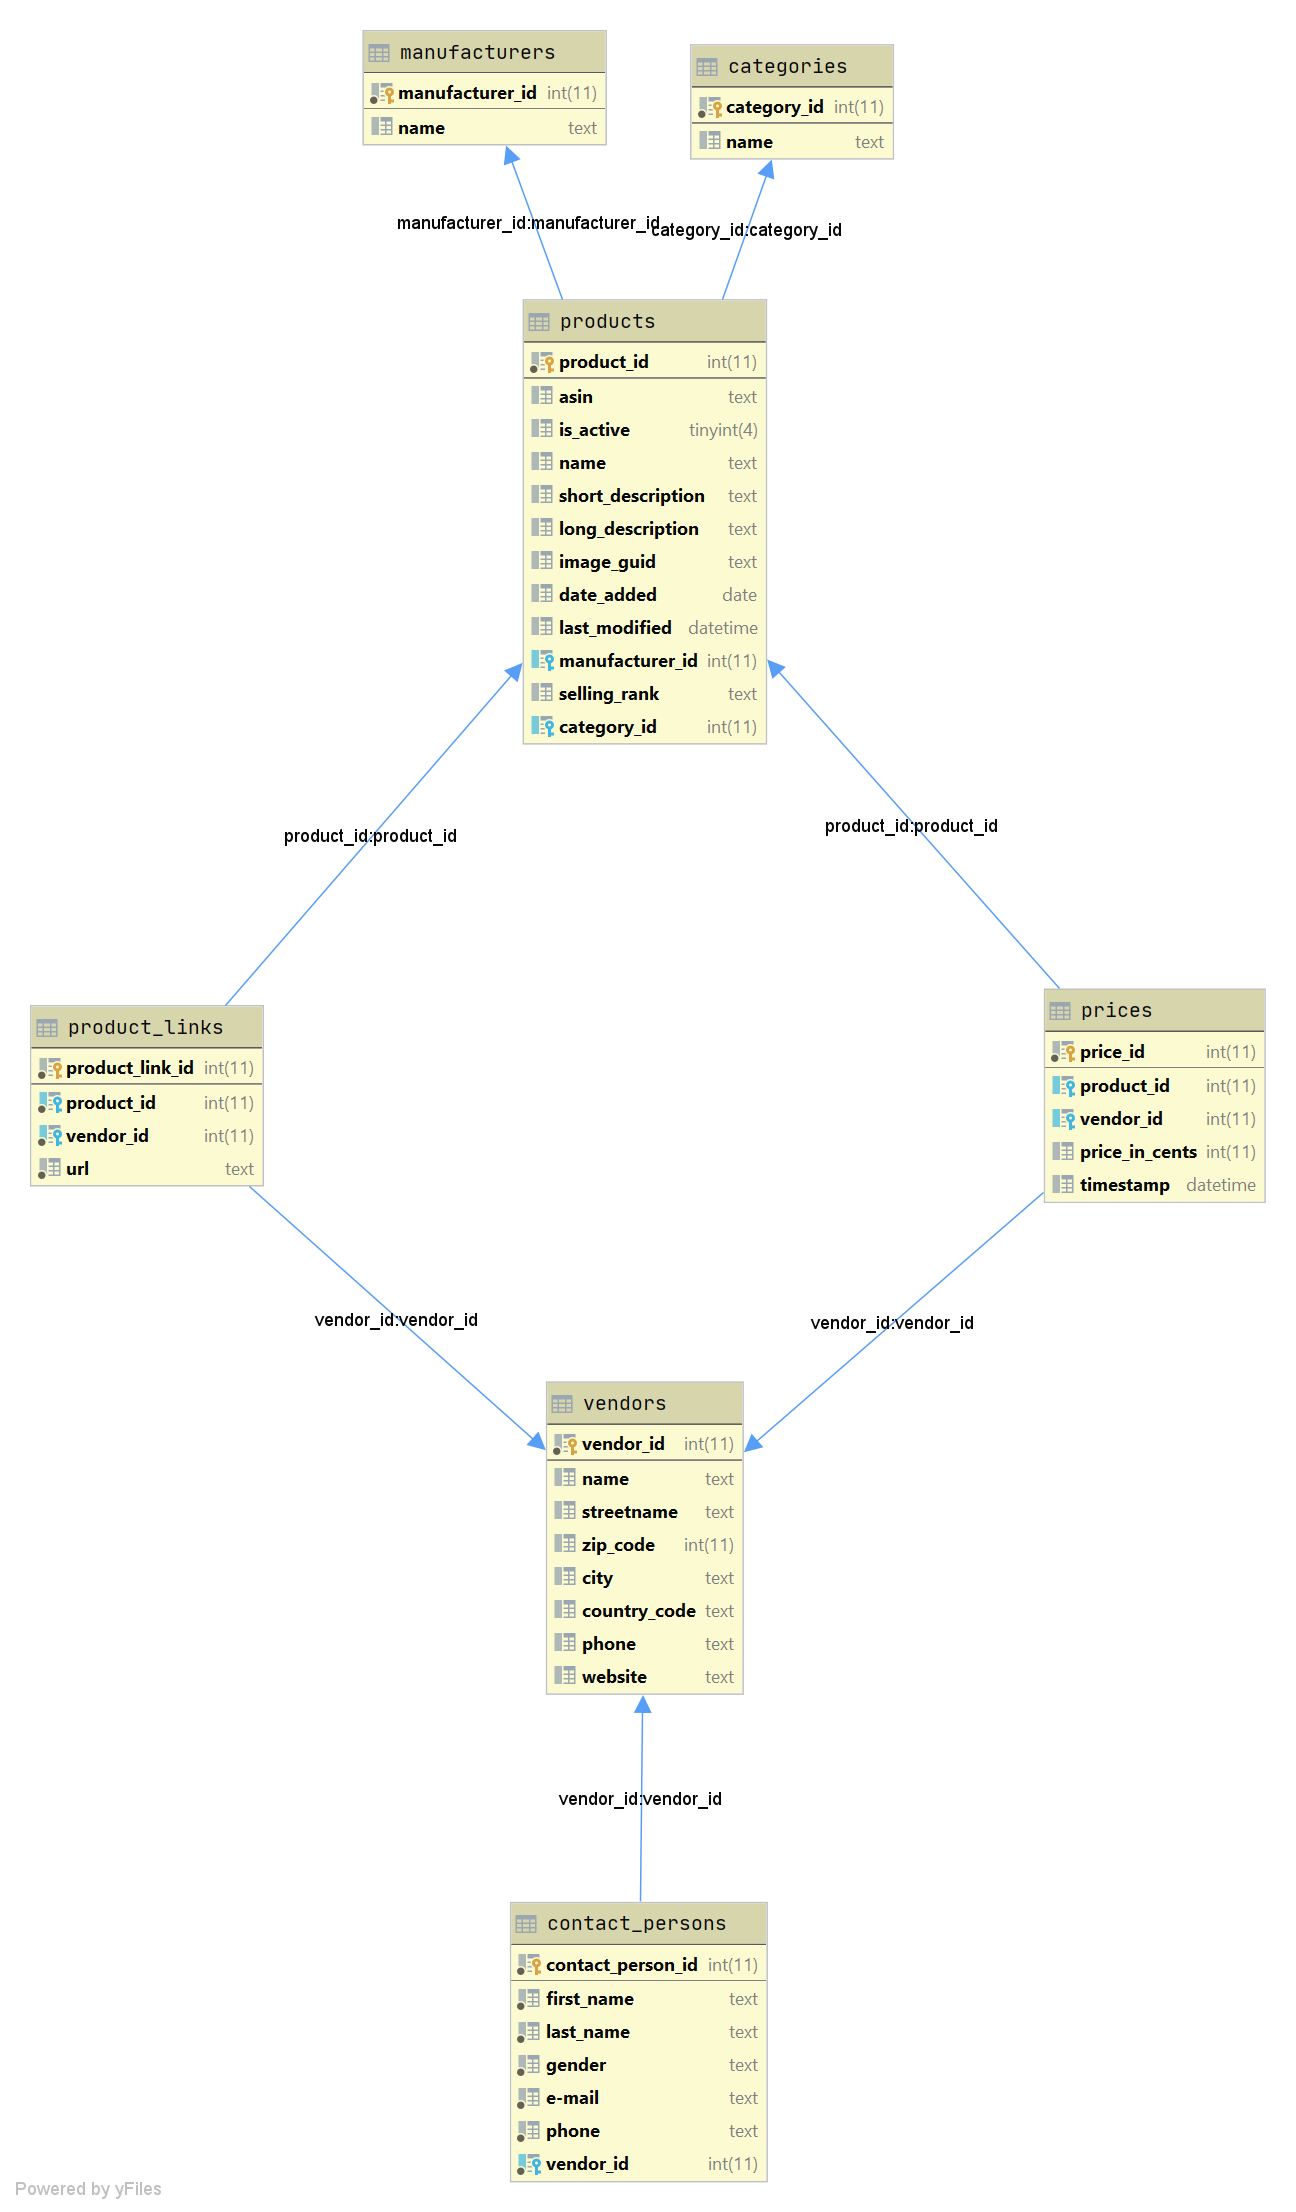 manufacturers
manufacturer_id int(11)
name text
categories
category_id int(11)
name text
manufacturer_id:manufacturer_id
category_id:category_id
products
product_id int(11)
asin text
is_active tinyint(4)
name text
short_description text
long_description text
image_guid text
date_added date
last_modified datetime
manufacturer_id int(11)
selling_rank text
category_id int(11)
product_id:product_id
product_id:product_id
product_links
product_link_id int(11)
product_id int(11)
vendor_id int(11)
url text
prices
price_id int(11)
product_id int(11)
vendor_id int(11)
price_in_cents int(11)
timestamp datetime
vendor_id:vendor_id
vendor_id:vendor_id
vendors
vendor_id int(11)
name text
streetname text
zip_code int(11)
city text
country_code text
phone text
website text
vendor_id:vendor_id
contact_persons
contact_person_id int(11)
first_name text
last_name text
gender text
e-mail text
phone text
vendor_id int(11)
Powered by yFiles